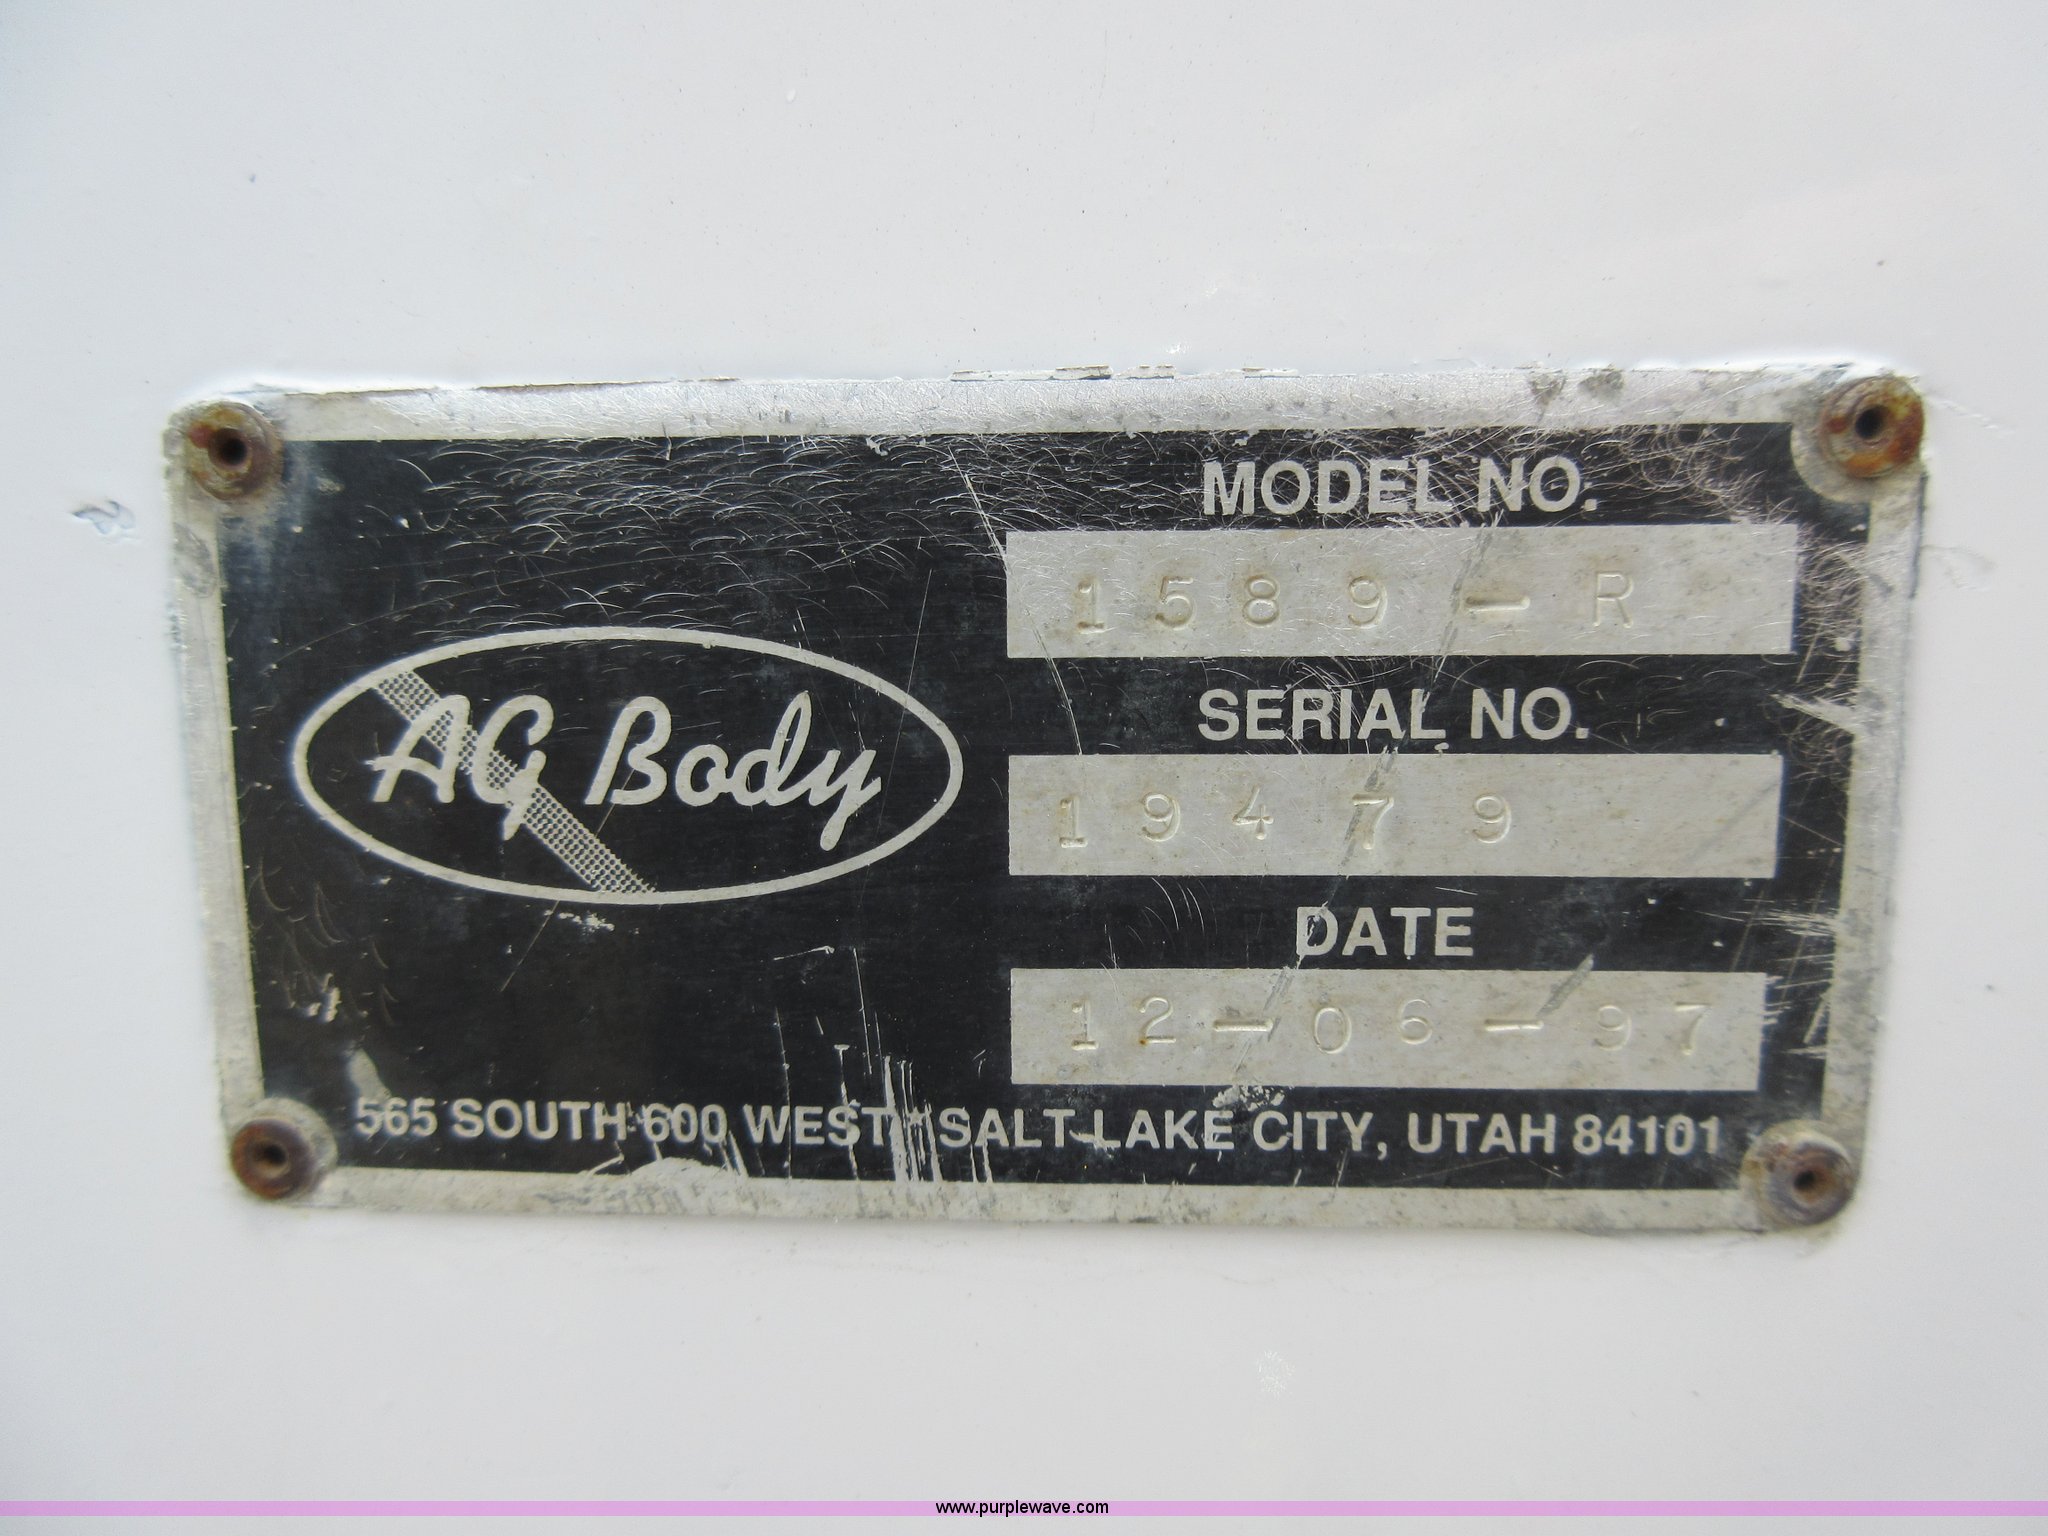 AG Body
MODEL NO.
1589-R
SERIAL NO.
19479
DATE
12-06-97
565 SOUTH 600 WEST * SALT LAKE CITY, UTAH 84101
www.purplewave.com